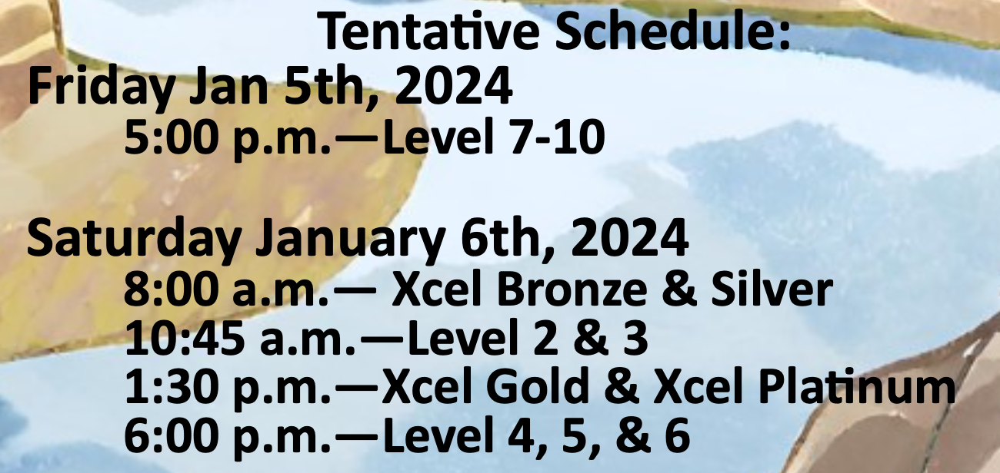 Tentative Schedule:
Friday Jan 5th, 2024
5:00 p.m.—Level 7-10
Saturday January 6th, 2024
8:00 a.m.— Xcel Bronze & Silver
10:45 a.m.—Level 2 & 3
1:30 p.m.—Xcel Gold & Xcel Platinum
6:00 p.m.—Level 4, 5, & 6